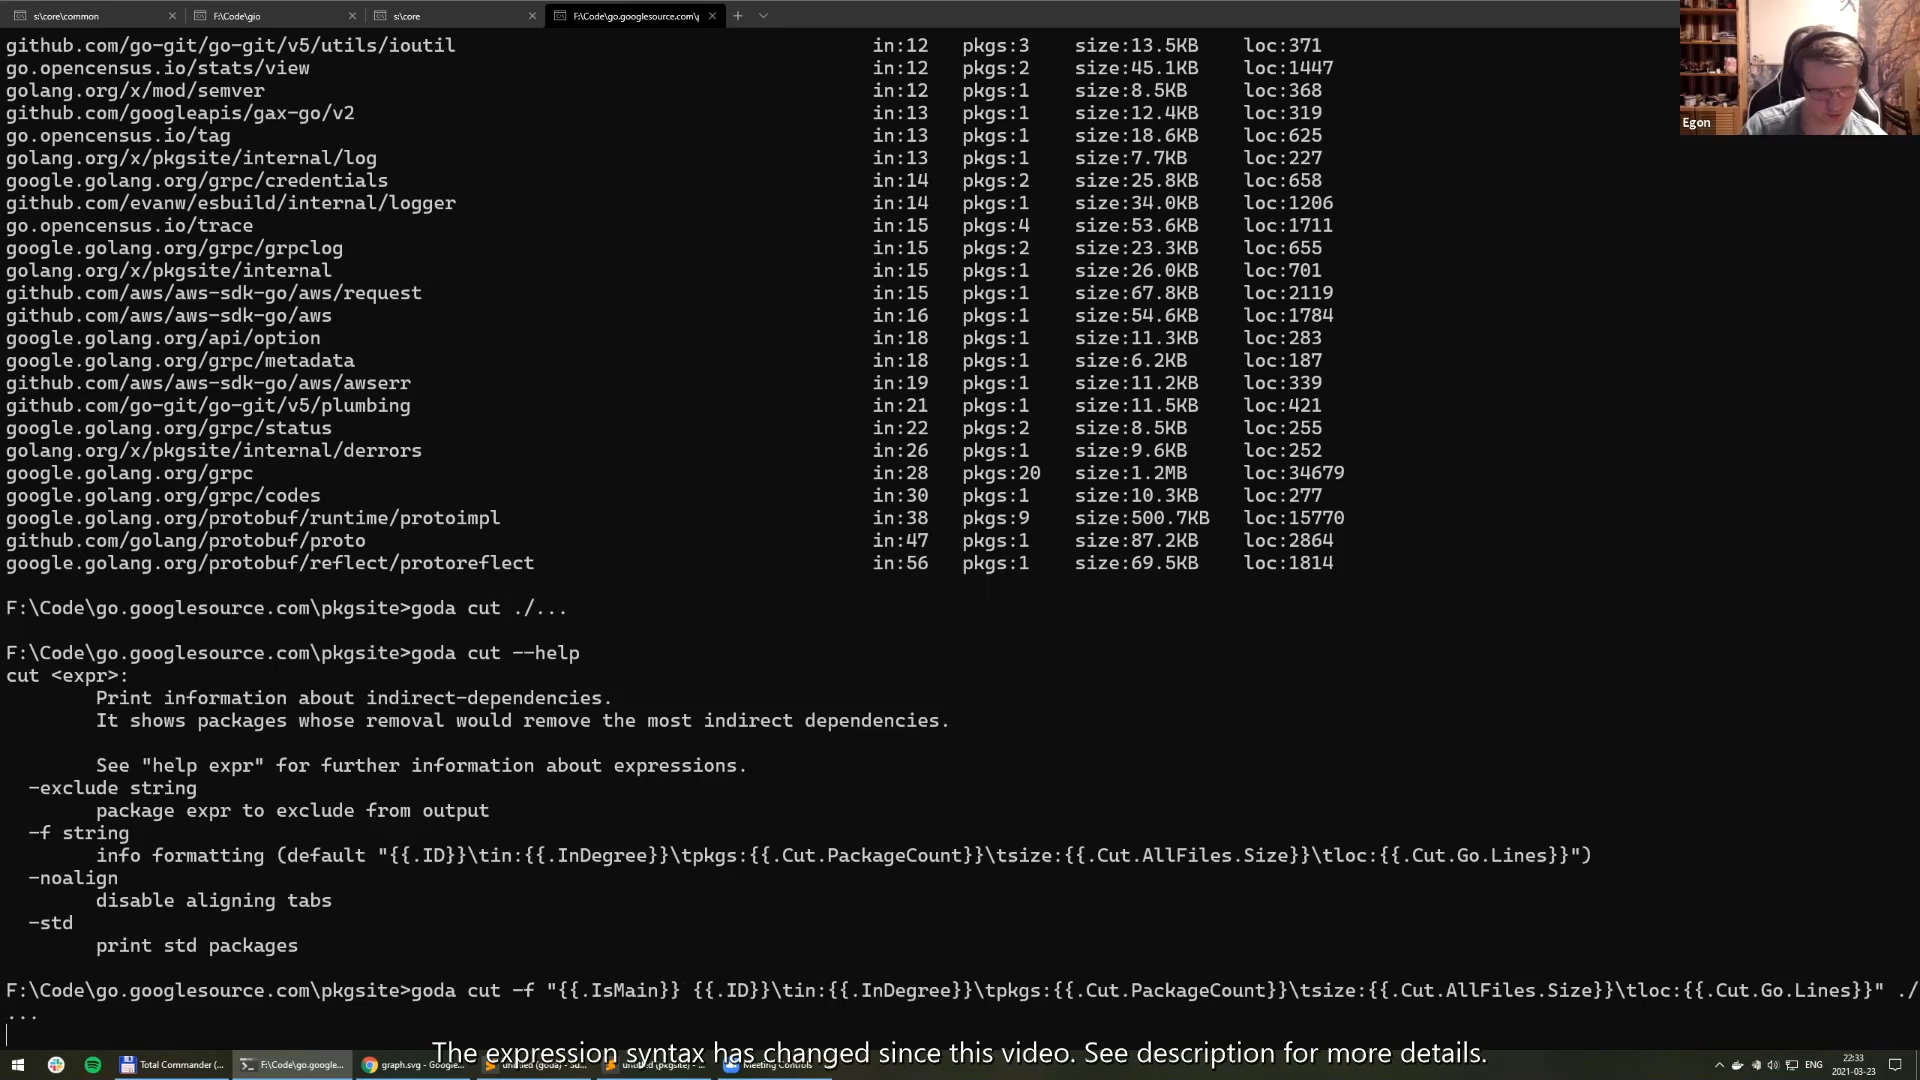 s\core\common
F:\Code\gio
s\core
F:\Code\go.googlesource.com\p
github.com/go-git/go-git/v5/utils/ioutil in:12 pkgs:3 size:13.5KB loc:371
go.opencensus.io/stats/view in:12 pkgs:2 size:45.1KB loc:1447
golang.org/x/mod/semver in:12 pkgs:1 size:8.5KB loc:368
github.com/googleapis/gax-go/v2 in:13 pkgs:1 size:12.4KB loc:319
go.opencensus.io/tag in:13 pkgs:1 size:18.6KB loc:625
golang.org/x/pkgsite/internal/log in:13 pkgs:1 size:7.7KB loc:227
google.golang.org/grpc/credentials in:14 pkgs:2 size:25.8KB loc:658
github.com/evanw/esbuild/internal/logger in:14 pkgs:1 size:34.0KB loc:1206
go.opencensus.io/trace in:15 pkgs:4 size:53.6KB loc:1711
google.golang.org/grpc/grpclog in:15 pkgs:2 size:23.3KB loc:655
golang.org/x/pkgsite/internal in:15 pkgs:1 size:26.0KB loc:701
github.com/aws/aws-sdk-go/aws/request in:15 pkgs:1 size:67.8KB loc:2119
github.com/aws/aws-sdk-go/aws in:16 pkgs:1 size:54.6KB loc:1784
google.golang.org/api/option in:18 pkgs:1 size:11.3KB loc:283
google.golang.org/grpc/metadata in:18 pkgs:1 size:6.2KB loc:187
github.com/aws/aws-sdk-go/aws/awserr in:19 pkgs:1 size:11.2KB loc:339
github.com/go-git/go-git/v5/plumbing in:21 pkgs:1 size:11.5KB loc:421
google.golang.org/grpc/status in:22 pkgs:2 size:8.5KB loc:255
golang.org/x/pkgsite/internal/derrors in:26 pkgs:1 size:9.6KB loc:252
google.golang.org/grpc in:28 pkgs:20 size:1.2MB loc:34679
google.golang.org/grpc/codes in:30 pkgs:1 size:10.3KB loc:277
google.golang.org/protobuf/runtime/protoimpl in:38 pkgs:9 size:500.7KB loc:15770
github.com/golang/protobuf/proto in:47 pkgs:1 size:87.2KB loc:2864
google.golang.org/protobuf/reflect/protoreflect in:56 pkgs:1 size:69.5KB loc:1814
F:\Code\go.googlesource.com\pkgsite>goda cut ./...
F:\Code\go.googlesource.com\pkgsite>goda cut --help
cut <expr>:
Print information about indirect-dependencies.
It shows packages whose removal would remove the most indirect dependencies.
See "help expr" for further information about expressions.
-exclude string
package expr to exclude from output
-f string
info formatting (default "{{.ID}}\tin:{{.InDegree}}\tpkgs:{{.Cut.PackageCount}}\tsize:{{.Cut.AllFiles.Size}}\tloc:{{.Cut.Go.Lines}}")
-noalign
disable aligning tabs
-std
print std packages
F:\Code\go.googlesource.com\pkgsite>goda cut -f "{{.IsMain}} {{.ID}}\tin:{{.InDegree}}\tpkgs:{{.Cut.PackageCount}}\tsize:{{.Cut.AllFiles.Size}}\tloc:{{.Cut.Go.Lines}}" ./
...
Egon
The expression syntax has changed since this video. See description for more details.
Total Commander (...
F:\Code\go.google...
graph.svg - Google...
Meeting Controls
ENG
22:33
2021-03-23